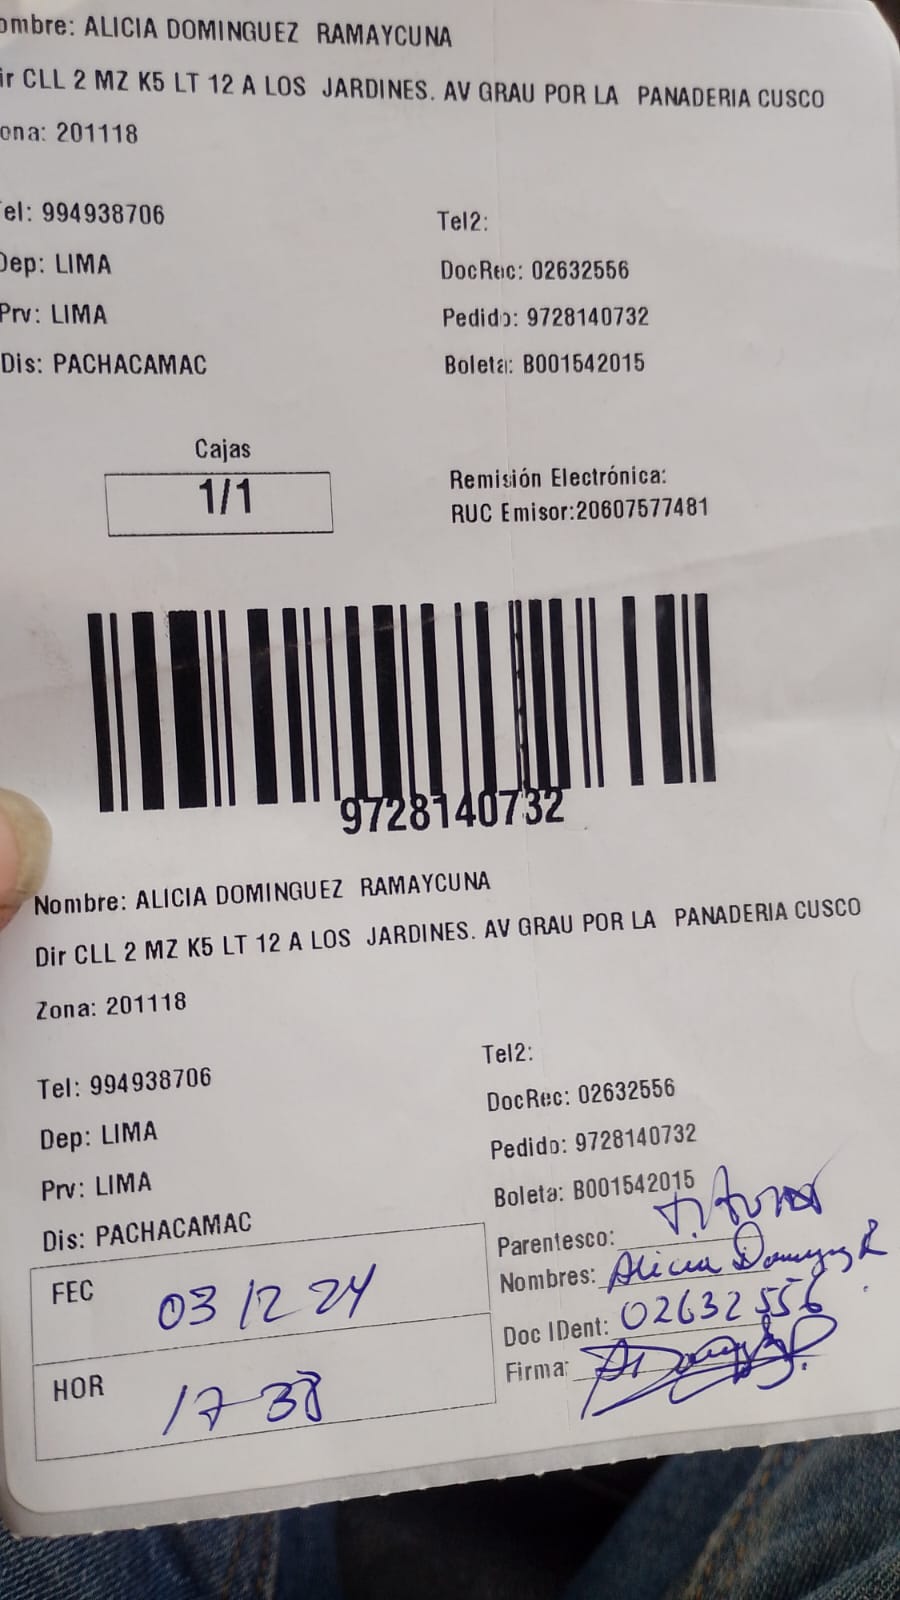 ombre: ALICIA DOMINGUEZ RAMAYCUNA
ir CLL 2 MZ K5 LT 12 A LOS JARDINES. AV GRAU POR LA PANADERIA CUSCO
ona: 201118
Tel: 994938706
Tel2:
Dep: LIMA
DocRec: 02632556
Prv: LIMA
Pedido: 9728140732
Dis: PACHACAMAC
Boleta: B001542015
Cajas
1/1
Remisión Electrónica:
RUC Emisor:20607577481
9728140732
Nombre: ALICIA DOMINGUEZ RAMAYCUNA
Dir CLL 2 MZ K5 LT 12 A LOS JARDINES. AV GRAU POR LA PANADERIA CUSCO
Zona: 201118
Tel2:
Tel: 994938706
DocRec: 02632556
Dep: LIMA
Pedido: 9728140732
Prv: LIMA
Boleta: B001542015
Dis: PACHACAMAC
Parentesco: Titular
Nombres: Alicia Domínguez R
FEC 03/12 24
Doc IDent: 02632556
Firma:
HOR 17-38